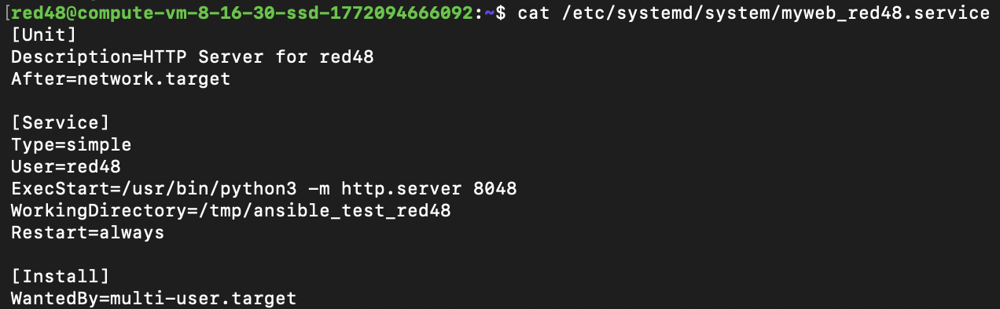 [red48@compute-vm-8-16-30-ssd-1772094666092:~$ cat /etc/systemd/system/myweb_red48.service
[Unit]
Description=HTTP Server for red48
After=network.target

[Service]
Type=simple
User=red48
ExecStart=/usr/bin/python3 -m http.server 8048
WorkingDirectory=/tmp/ansible_test_red48
Restart=always

[Install]
WantedBy=multi-user.target